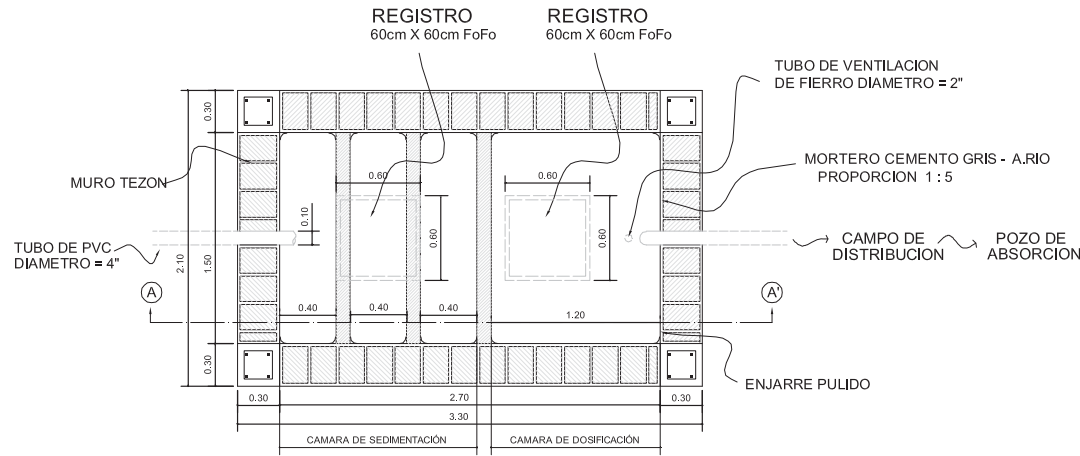 REGISTRO
60cm X 60cm FoFo
REGISTRO
60cm X 60cm FoFo
TUBO DE VENTILACION
DE FIERRO DIAMETRO = 2"
MORTERO CEMENTO GRIS - A.RIO
PROPORCION 1 : 5
MURO TEZON
TUBO DE PVC
DIAMETRO = 4"
CAMPO DE
DISTRIBUCION
POZO DE
ABSORCION
ENJARRE PULIDO
A
A'
0.30
2.10
1.50
0.30
0.10
0.60
0.60
0.60
0.60
0.40
0.40
0.40
1.20
0.30
2.70
0.30
3.30
CAMARA DE SEDIMENTACIÓN
CAMARA DE DOSIFICACIÓN